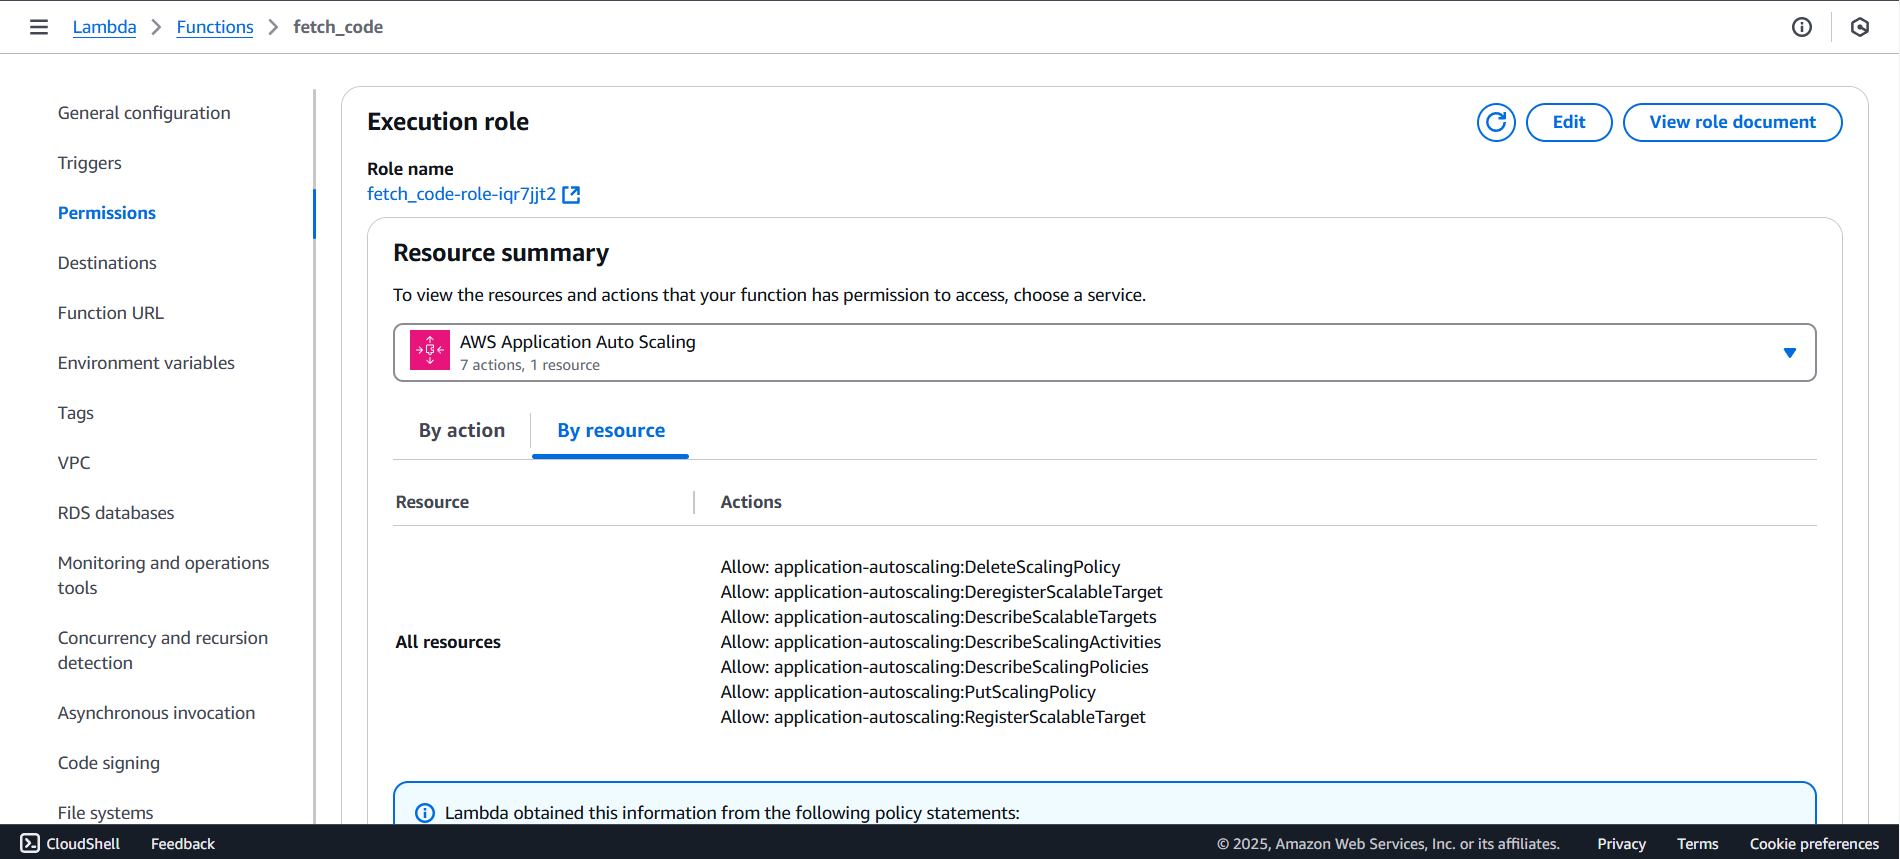 Lambda
Functions
fetch_code
General configuration
Triggers
Permissions
Destinations
Function URL
Environment variables
Tags
VPC
RDS databases
Monitoring and operations
tools
Concurrency and recursion
detection
Asynchronous invocation
Code signing
File systems
Execution role
Edit
View role document
Role name
fetch_code-role-iqr7jjt2
Resource summary
To view the resources and actions that your function has permission to access, choose a service.
AWS Application Auto Scaling
7 actions, 1 resource
By action
By resource
Resource
Actions
All resources
Allow: application-autoscaling:DeleteScalingPolicy
Allow: application-autoscaling:DeregisterScalableTarget
Allow: application-autoscaling:DescribeScalableTargets
Allow: application-autoscaling:DescribeScalingActivities
Allow: application-autoscaling:DescribeScalingPolicies
Allow: application-autoscaling:PutScalingPolicy
Allow: application-autoscaling:RegisterScalableTarget
Lambda obtained this information from the following policy statements:
CloudShell
Feedback
© 2025, Amazon Web Services, Inc. or its affiliates.
Privacy
Terms
Cookie preferences